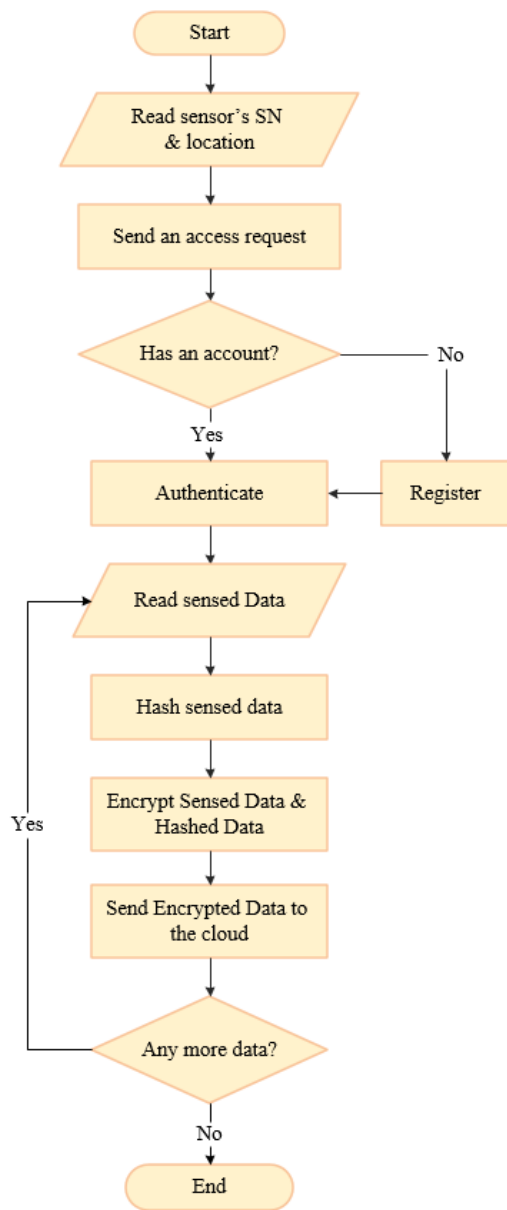 Start
Read sensor's SN
& location
Send an access request
Has an account?
No
Yes
Authenticate
Register
Read sensed Data
Hash sensed data
Encrypt Sensed Data &
Hashed Data
Yes
Send Encrypted Data to
the cloud
Any more data?
No
End